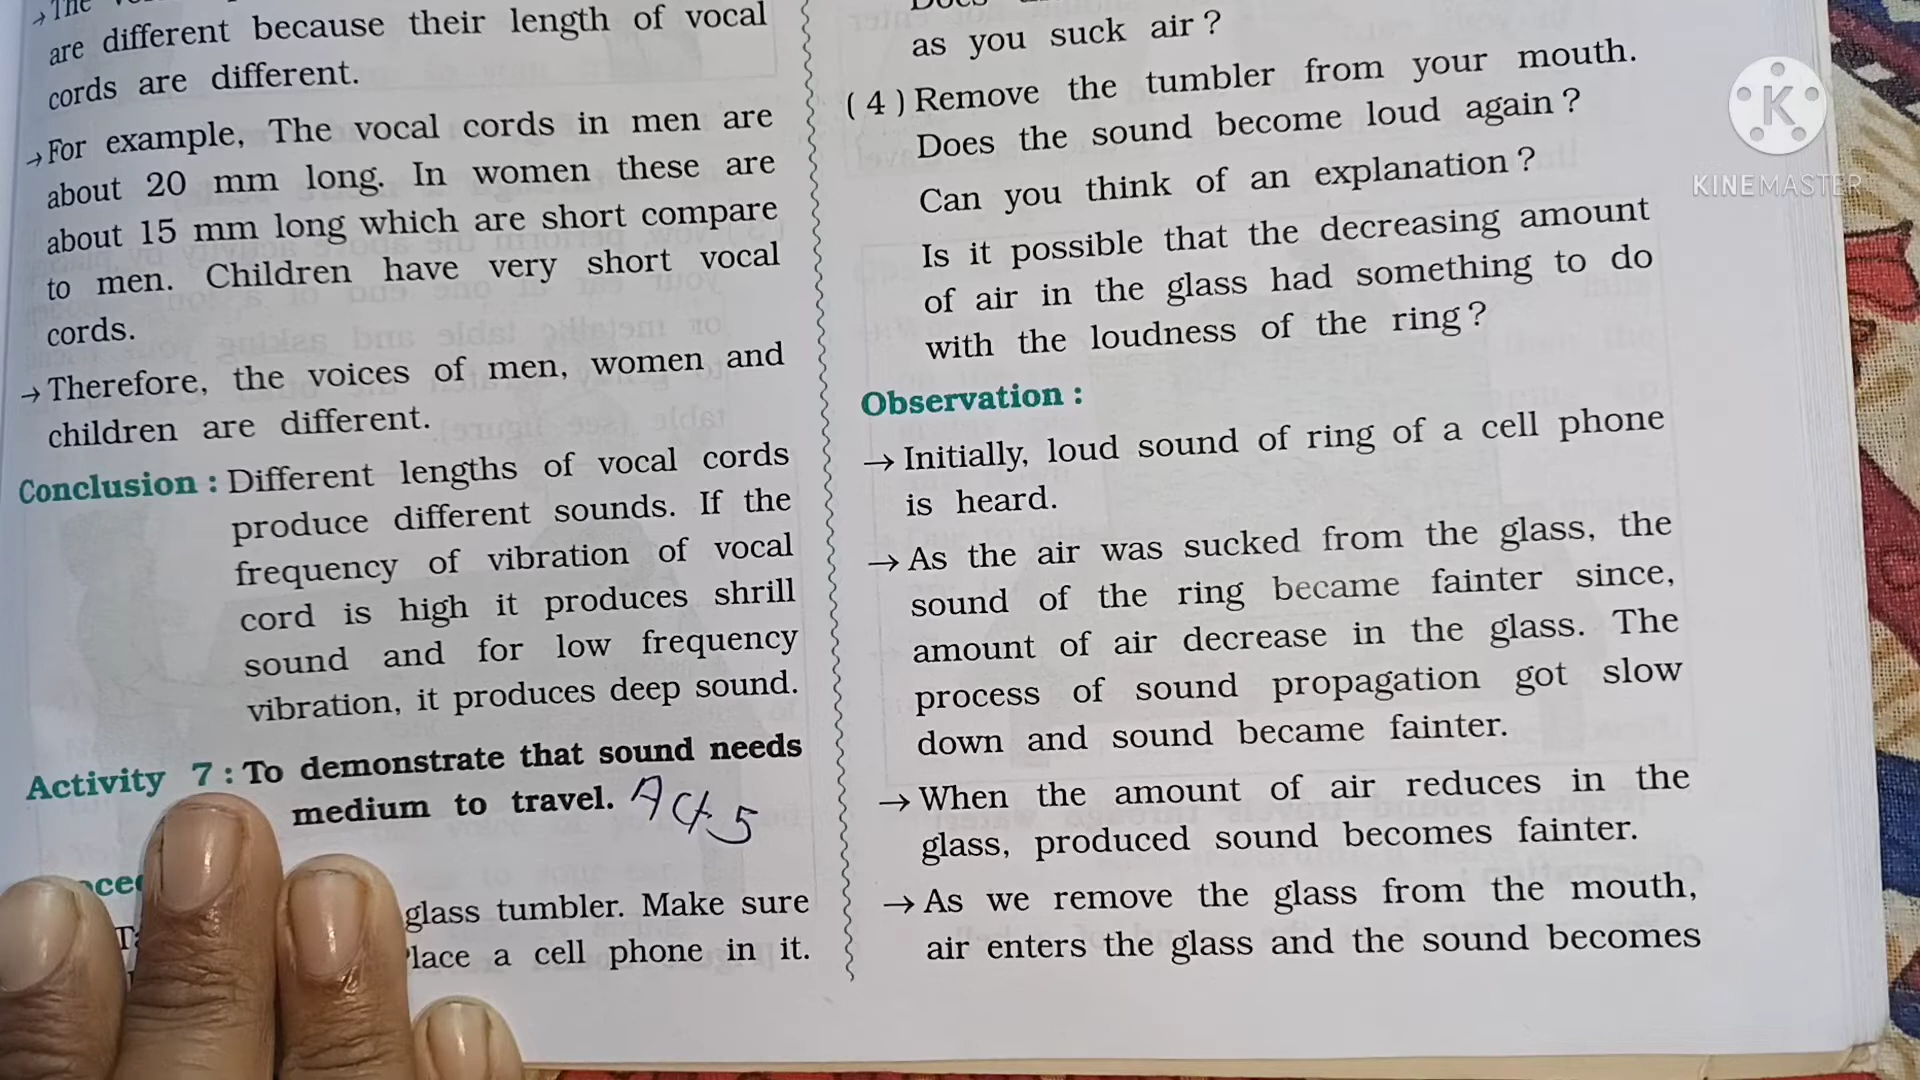 →The
are different because their length of vocal
cords are different.
→For example, The vocal cords in men are
about 20 mm long. In women these are
about 15 mm long which are short compare
to men. Children have very short vocal
cords.
→Therefore, the voices of men, women and
children are different.
Conclusion : Different lengths of vocal cords
produce different sounds. If the
frequency of vibration of vocal
cord is high it produces shrill
sound and for low frequency
vibration, it produces deep sound.
Activity 7 : To demonstrate that sound needs
medium to travel. Act 5
glass tumbler. Make sure
lace a cell phone in it.
as you suck air ?
( 4 ) Remove the tumbler from your mouth.
Does the sound become loud again ?
Can you think of an explanation ?
Is it possible that the decreasing amount
of air in the glass had something to do
with the loudness of the ring ?
Observation :
→ Initially, loud sound of ring of a cell phone
is heard.
→ As the air was sucked from the glass, the
sound of the ring became fainter since,
amount of air decrease in the glass. The
process of sound propagation got slow
down and sound became fainter.
→ When the amount of air reduces in the
glass, produced sound becomes fainter.
→ As we remove the glass from the mouth,
air enters the glass and the sound becomes
K
KINEMASTER